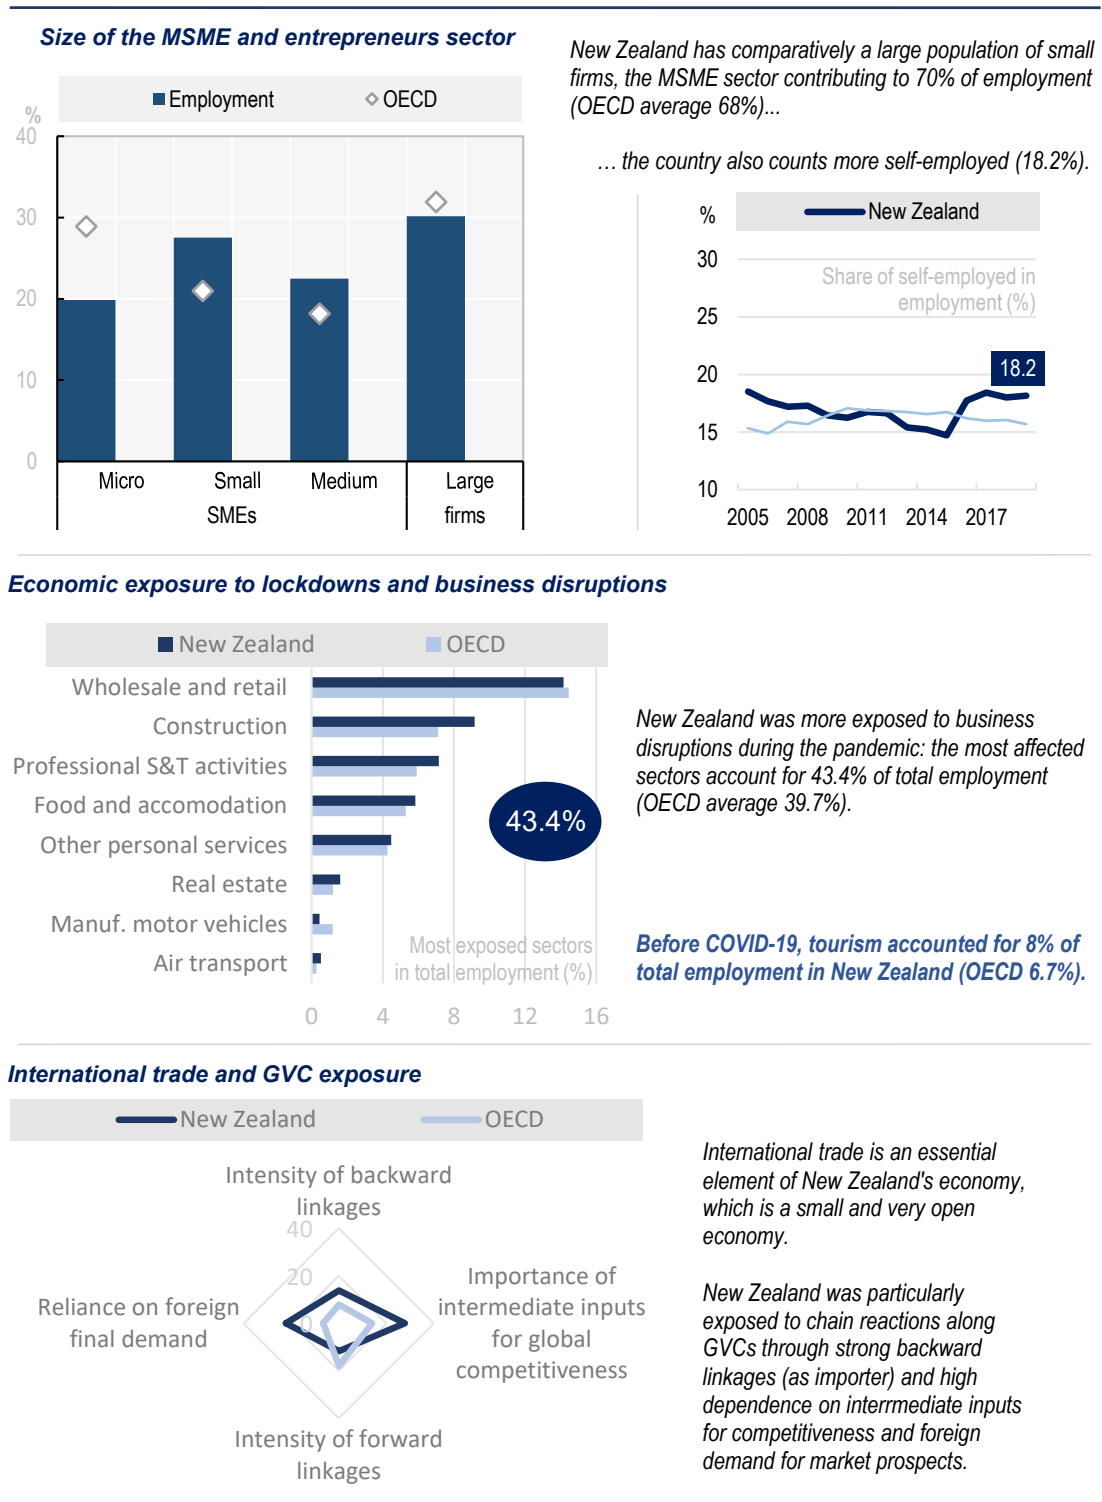 Size of the MSME and entrepreneurs sector
Employment
OECD
%
40
30
20
10
0
Micro
Small
Medium
Large
SMEs
firms
New Zealand has comparatively a large population of small
firms, the MSME sector contributing to 70% of employment
(OECD average 68%)...
… the country also counts more self-employed (18.2%).
%
New Zealand
30
25
20
15
10
Share of self-employed in
employment (%)
18.2
2005 2008 2011 2014 2017
Economic exposure to lockdowns and business disruptions
New Zealand
OECD
Wholesale and retail
Construction
Professional S&T activities
Food and accomodation
Other personal services
Real estate
Manuf. motor vehicles
Air transport
43.4%
Most exposed sectors
in total employment (%)
0 4 8 12 16
New Zealand was more exposed to business
disruptions during the pandemic: the most affected
sectors account for 43.4% of total employment
(OECD average 39.7%).
Before COVID-19, tourism accounted for 8% of
total employment in New Zealand (OECD 6.7%).
International trade and GVC exposure
New Zealand
OECD
Intensity of backward
linkages
40
20
0
Reliance on foreign
final demand
Importance of
intermediate inputs
for global
competitiveness
Intensity of forward
linkages
International trade is an essential
element of New Zealand's economy,
which is a small and very open
economy.
New Zealand was particularly
exposed to chain reactions along
GVCs through strong backward
linkages (as importer) and high
dependence on interrmediate inputs
for competitiveness and foreign
demand for market prospects.